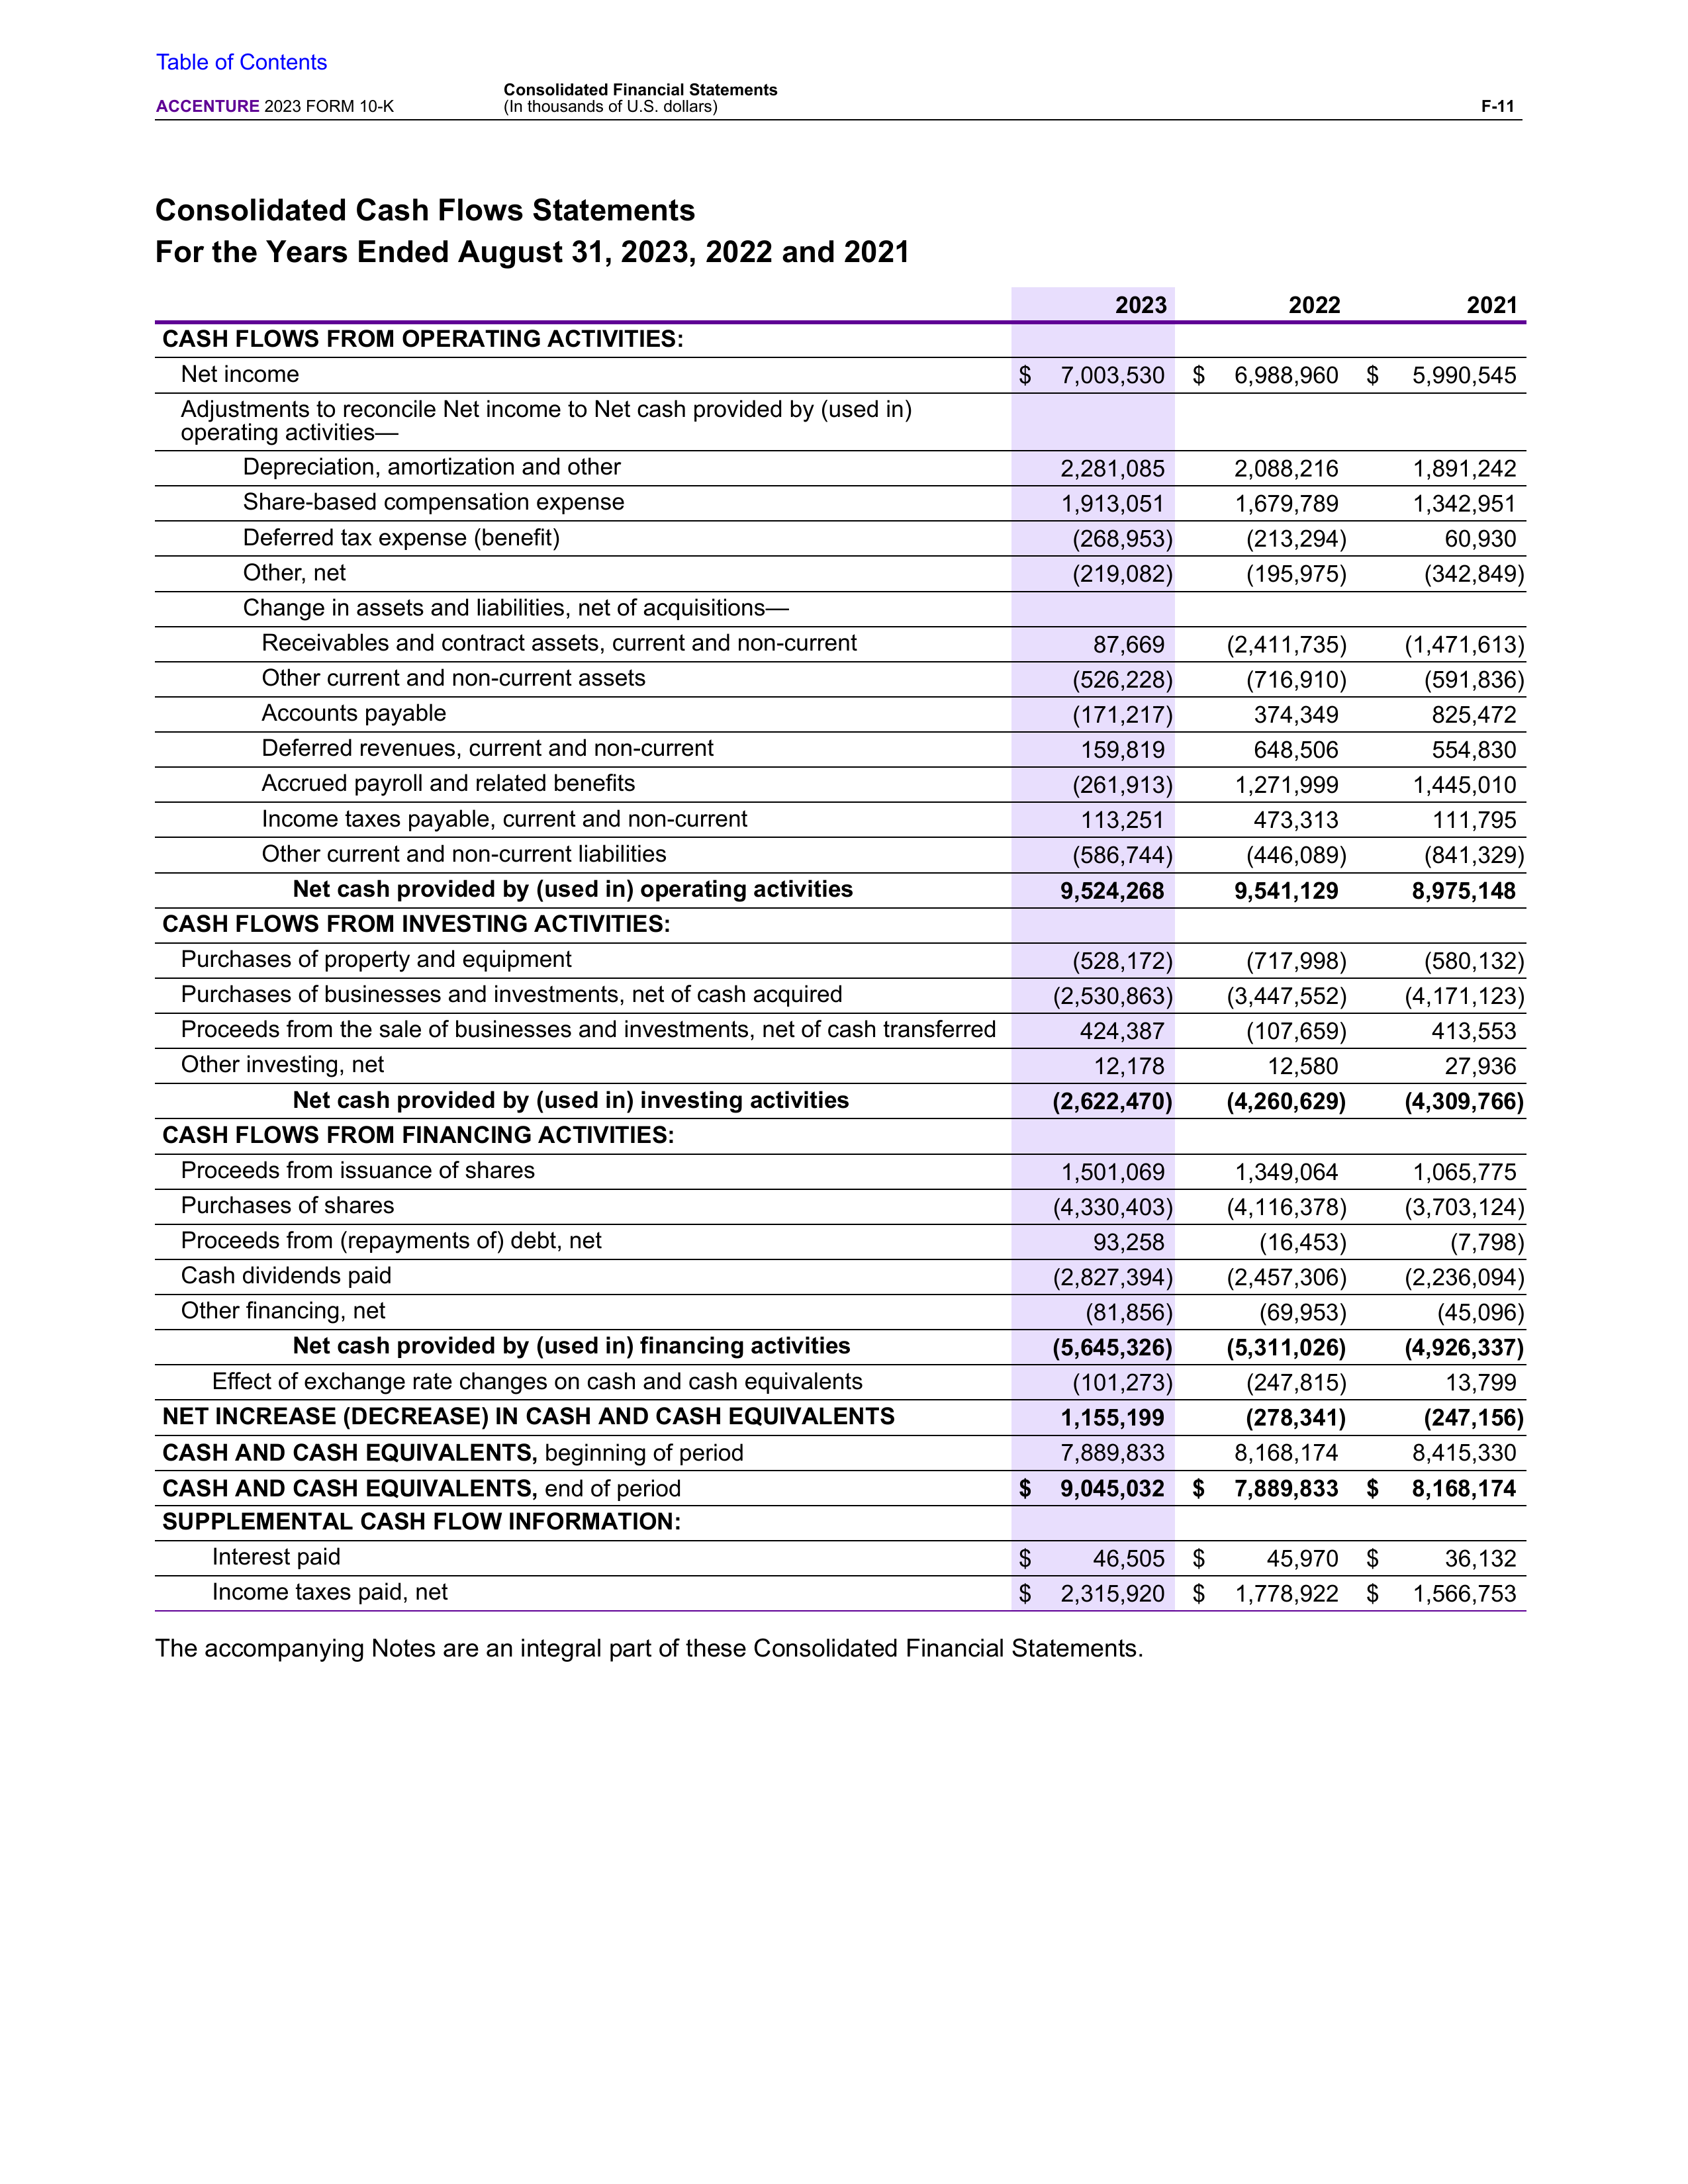 Table of Contents
Consolidated Financial Statements
ACCENTURE 2023 FORM 10-K (In thousands of U.S. dollars) F-11
Consolidated Cash Flows Statements
For the Years Ended August 31, 2023, 2022 and 2021
2023 2022 2021
CASH FLOWS FROM OPERATING ACTIVITIES:
Net income $ 7,003,530 $ 6,988,960 $ 5,990,545
Adjustments to reconcile Net income to Net cash provided by (used in)
operating activities—
Depreciation, amortization and other 2,281,085 2,088,216 1,891,242
Share-based compensation expense 1,913,051 1,679,789 1,342,951
Deferred tax expense (benefit) (268,953) (213,294) 60,930
Other, net (219,082) (195,975) (342,849)
Change in assets and liabilities, net of acquisitions—
Receivables and contract assets, current and non-current 87,669 (2,411,735) (1,471,613)
Other current and non-current assets (526,228) (716,910) (591,836)
Accounts payable (171,217) 374,349 825,472
Deferred revenues, current and non-current 159,819 648,506 554,830
Accrued payroll and related benefits (261,913) 1,271,999 1,445,010
Income taxes payable, current and non-current 113,251 473,313 111,795
Other current and non-current liabilities (586,744) (446,089) (841,329)
Net cash provided by (used in) operating activities 9,524,268 9,541,129 8,975,148
CASH FLOWS FROM INVESTING ACTIVITIES:
Purchases of property and equipment (528,172) (717,998) (580,132)
Purchases of businesses and investments, net of cash acquired (2,530,863) (3,447,552) (4,171,123)
Proceeds from the sale of businesses and investments, net of cash transferred 424,387 (107,659) 413,553
Other investing, net 12,178 12,580 27,936
Net cash provided by (used in) investing activities (2,622,470) (4,260,629) (4,309,766)
CASH FLOWS FROM FINANCING ACTIVITIES:
Proceeds from issuance of shares 1,501,069 1,349,064 1,065,775
Purchases of shares (4,330,403) (4,116,378) (3,703,124)
Proceeds from (repayments of) debt, net 93,258 (16,453) (7,798)
Cash dividends paid (2,827,394) (2,457,306) (2,236,094)
Other financing, net (81,856) (69,953) (45,096)
Net cash provided by (used in) financing activities (5,645,326) (5,311,026) (4,926,337)
Effect of exchange rate changes on cash and cash equivalents (101,273) (247,815) 13,799
NET INCREASE (DECREASE) IN CASH AND CASH EQUIVALENTS 1,155,199 (278,341) (247,156)
CASH AND CASH EQUIVALENTS, beginning of period 7,889,833 8,168,174 8,415,330
CASH AND CASH EQUIVALENTS, end of period $ 9,045,032 $ 7,889,833 $ 8,168,174
SUPPLEMENTAL CASH FLOW INFORMATION:
Interest paid $ 46,505 $ 45,970 $ 36,132
Income taxes paid, net $ 2,315,920 $ 1,778,922 $ 1,566,753
The accompanying Notes are an integral part of these Consolidated Financial Statements.